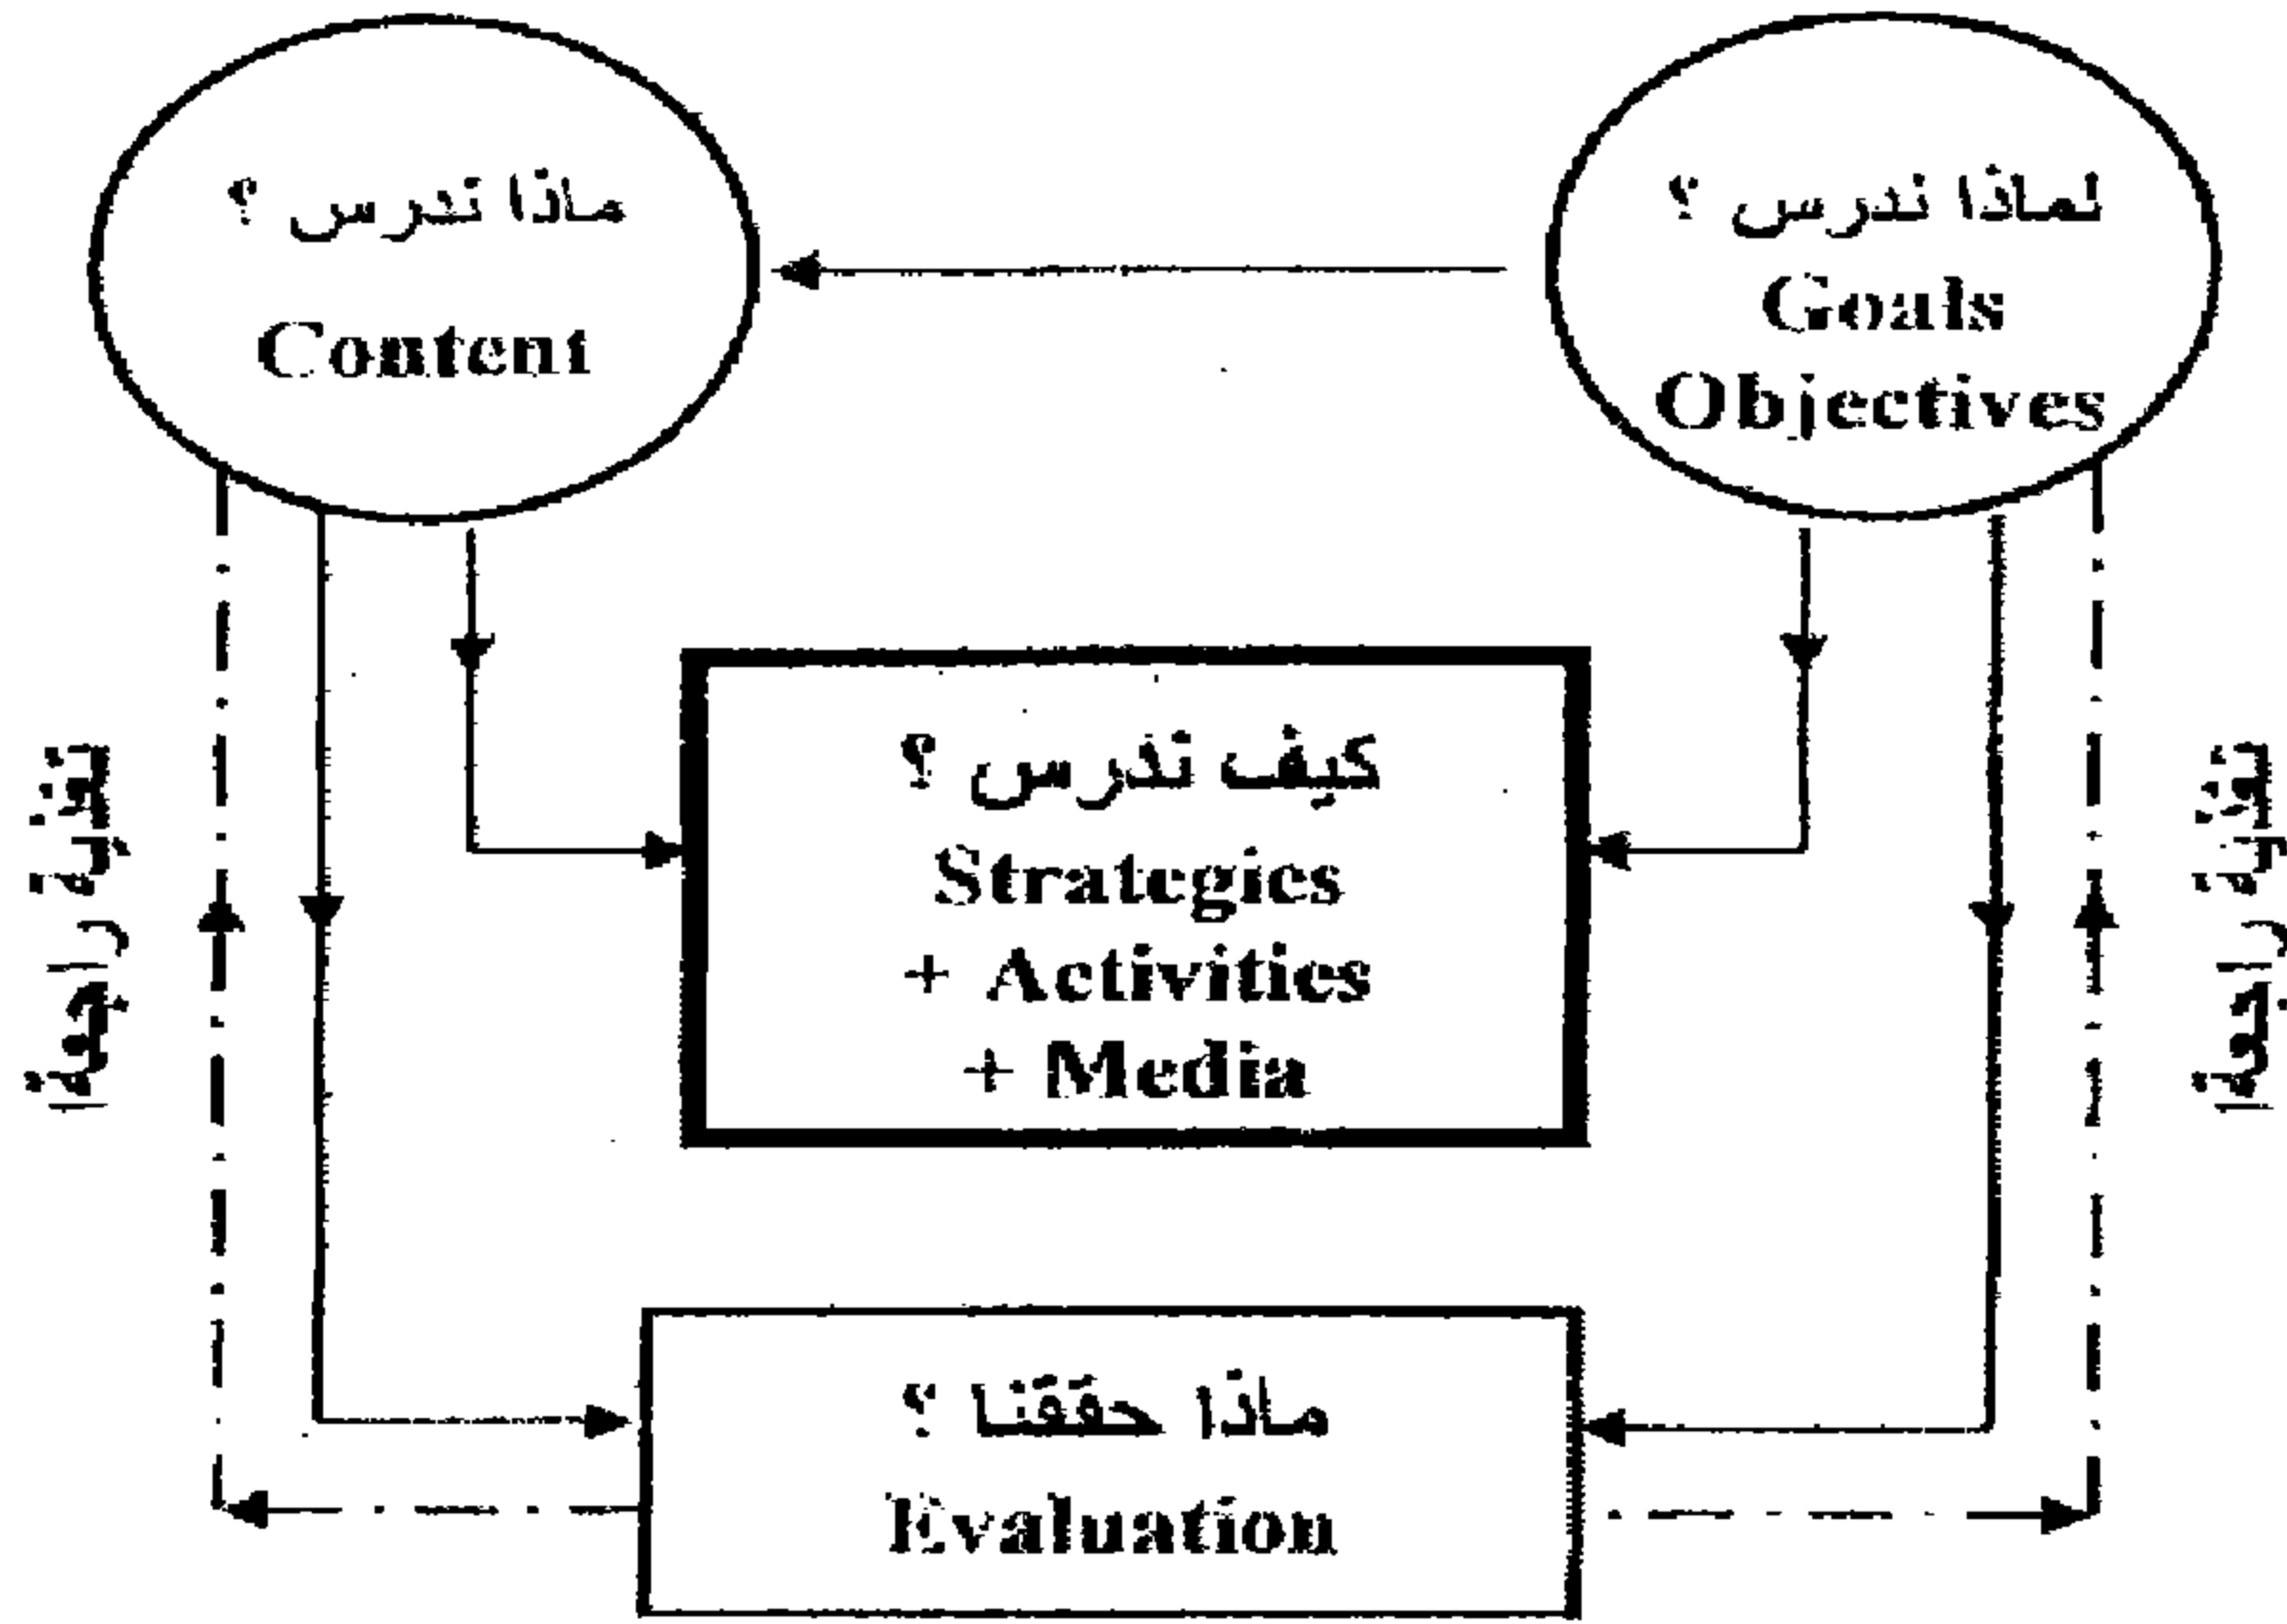 لماذا ندرس ؟
Goals
Objectives
ماذا ندرس ؟
Content
كيف ندرس ؟
Strategies
+ Activities
+ Media
ماذا حققنا ؟
Evaluation
تغذية راجعة
تغذية راجعة